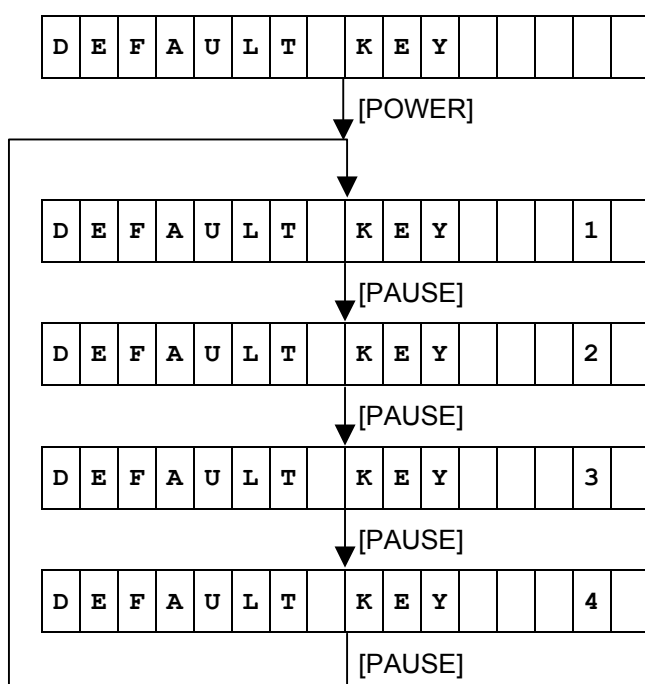 DEFAULT KEY
[POWER]
DEFAULT KEY 1
[PAUSE]
DEFAULT KEY 2
[PAUSE]
DEFAULT KEY 3
[PAUSE]
DEFAULT KEY 4
[PAUSE]